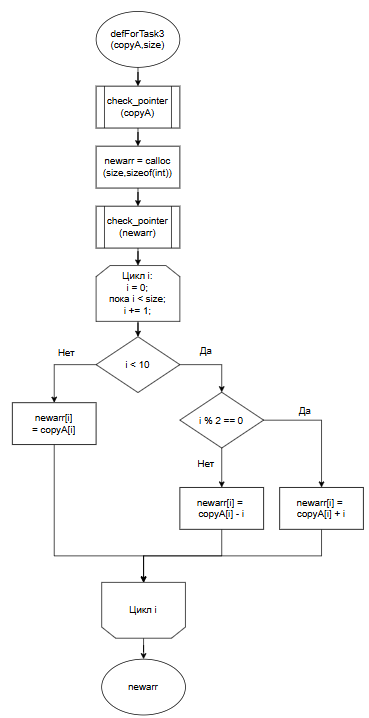 defForTask3
(copyA,size)
check_pointer
(copyA)
newarr = calloc
(size,sizeof(int))
check_pointer
(newarr)
Цикл i:
i = 0;
пока i < size;
i += 1;
Нет
Да
i < 10
newarr[i]
= copyA[i]
i % 2 == 0
Да
Нет
newarr[i] =
copyA[i] - i
newarr[i] =
copyA[i] + i
Цикл i
newarr